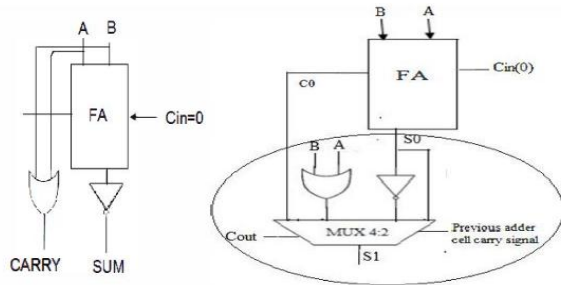 A B
FA
Cin=0
CARRY SUM
B A
FA
Cin(0)
C0
S0
B A
MUX 4:2
Cout
Previous adder
cell carry signal
S1